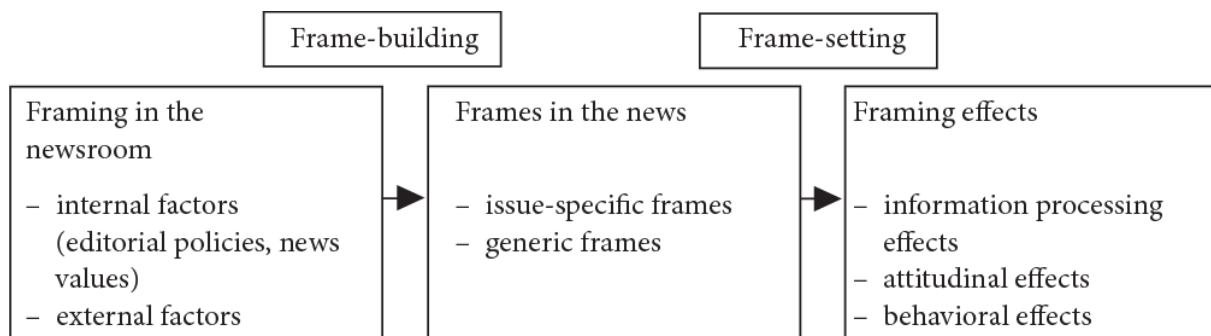 Frame-building
Frame-setting
Framing in the
newsroom
– internal factors
(editorial policies, news
values)
– external factors
Frames in the news
– issue-specific frames
– generic frames
Framing effects
– information processing
effects
– attitudinal effects
– behavioral effects